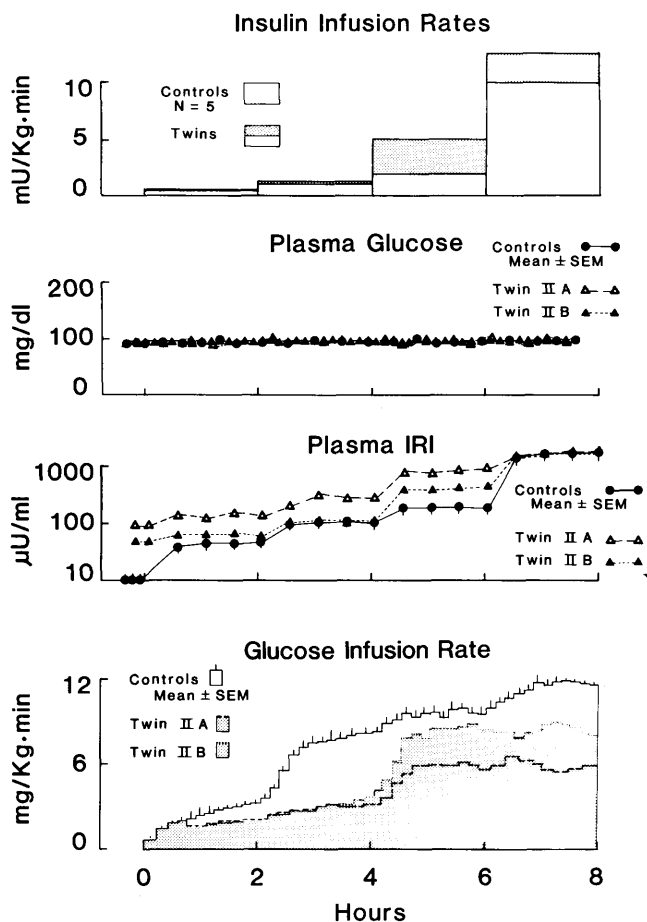 Insulin Infusion Rates
mU/Kg·min
10
5
0
Controls
N = 5
Twins
Plasma Glucose
mg/dl
200
100
0
Controls
Mean ± SEM
Twin II A
Twin II B
Plasma IRI
μU/ml
1000
100
10
Controls
Mean ± SEM
Twin II A
Twin II B
Glucose Infusion Rate
mg/Kg·min
12
6
0
Controls
Mean ± SEM
Twin II A
Twin II B
0 2 4 6 8
Hours